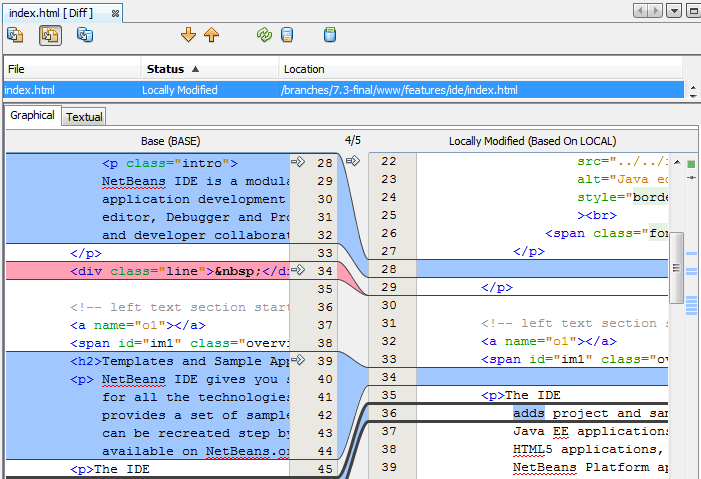 index.html [ Diff ]
File Status Location
index.html Locally Modified /branches/7.3-final/www/features/ide/index.html
Graphical Textual
Base (BASE) 4/5 Locally Modified (Based On LOCAL)
<p class="intro"> 28
NetBeans IDE is a modula 29
application development 30
editor, Debugger and Pro 31
and developer collaborat 32
</p> 33
<div class="line">&nbsp;</di 34
35
<!-- left text section start 36
<a name="o1"></a> 37
<span id="im1" class="overvi 38
<h2>Templates and Sample App 39
<p> NetBeans IDE gives you s 40
for all the technologies 41
provides a set of sample 42
can be recreated step by 43
available on NetBeans.or 44
<p>The IDE 45
22 src="../../i
23 alt="Java ed
24 style="borde
25 ><br>
26 <span class="for
27 </p>
28
29 </p>
30
31 <!-- left text section s
32 <a name="o1"></a>
33 <span id="im1" class="ov
34
35 <p>The IDE
36 adds project and sam
37 Java EE applications
38 HTML5 applications,
39 NetBeans Platform ap